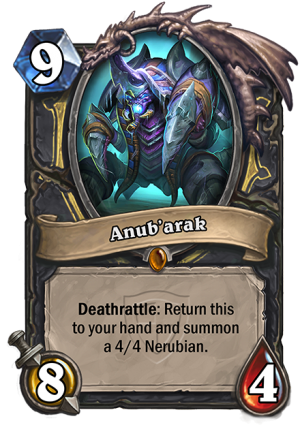 9
Anub'arak
Deathrattle: Return this
to your hand and summon
a 4/4 Nerubian.
8
4